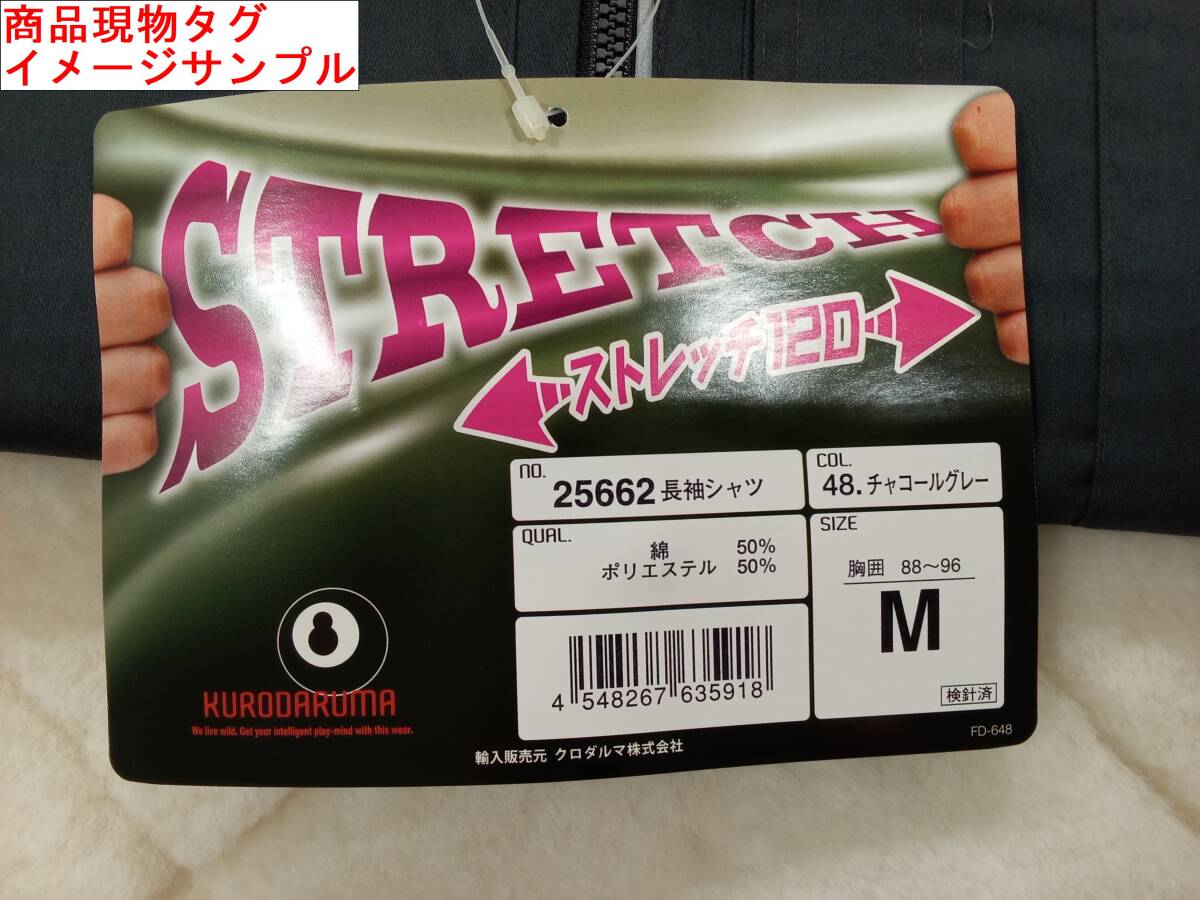 商品現物タグ
イメージサンプル
STRETCH
ストレッチ120
NO.
25662 長袖シャツ
COL.
48.チャコールグレー
QUAL.
綿 50%
ポリエステル 50%
SIZE
胸囲 88〜96
M
検針済
4 548267 635918
KURODARUMA
We live wild. Get your intelligent play-mind with this wear.
輸入販売元 クロダルマ株式会社
FD-648